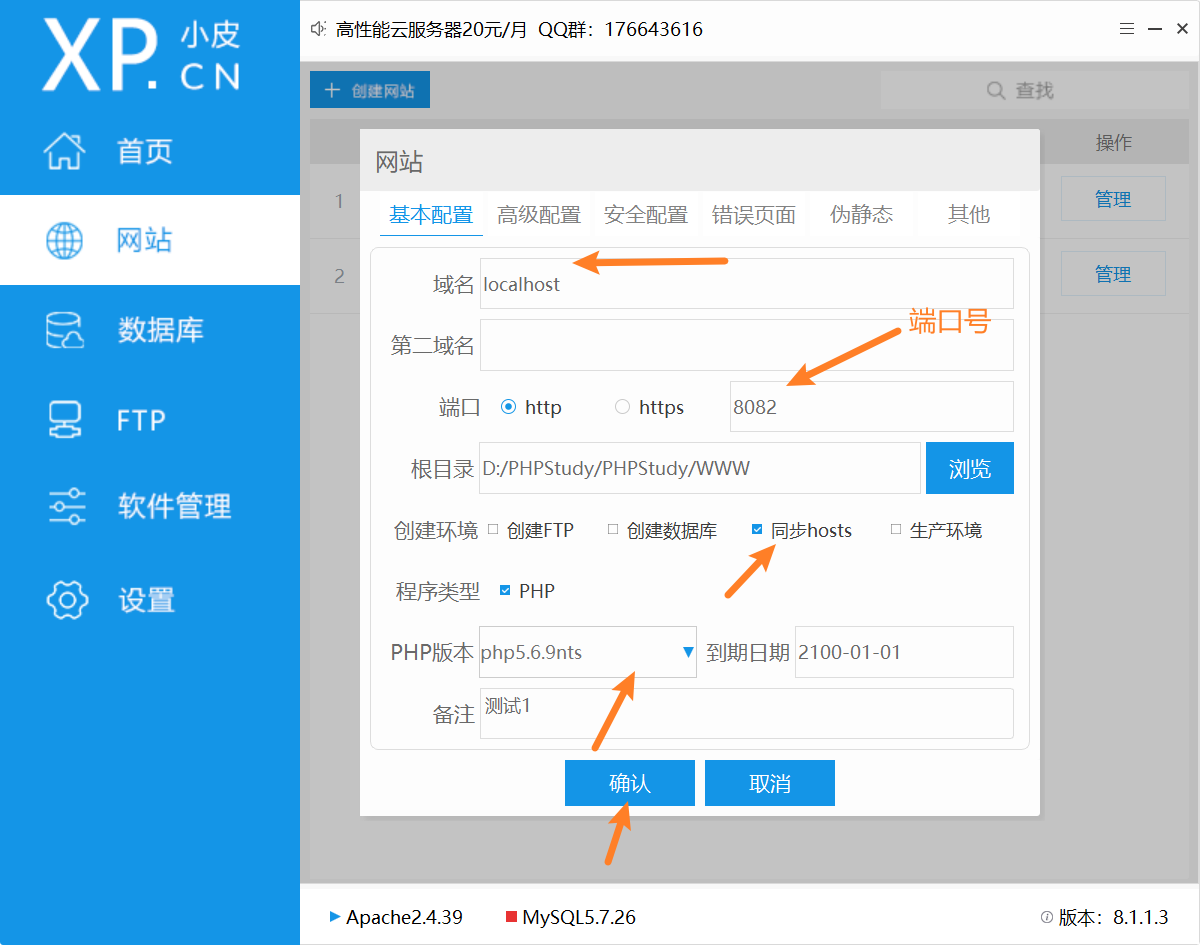 XP.CN 小皮
高性能云服务器20元/月 QQ群：176643616
首页
网站
数据库
FTP
软件管理
设置
创建网站
查找
操作
1
管理
2
管理
网站
基本配置 高级配置 安全配置 错误页面 伪静态 其他
域名 localhost
第二域名
端口号
端口 http https 8082
根目录 D:/PHPStudy/PHPStudy/WWW 浏览
创建环境 创建FTP 创建数据库 同步hosts 生产环境
程序类型 PHP
PHP版本 php5.6.9nts 到期日期 2100-01-01
备注 测试1
确认 取消
Apache2.4.39 MySQL5.7.26 版本：8.1.1.3